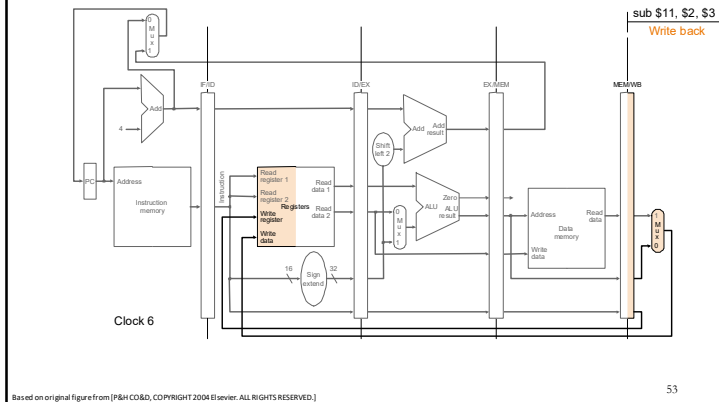 sub $11, $2, $3
Write back
0
M
u
x
1
IF/ID
ID/EX
EX/MEM
MEM/WB
Add
4
Add
Add
result
Shift
left 2
PC
Address
Instruction
memory
Instruction
Read
register 1
Read
register 2
Registers
Write
register
Write
data
Read
data 1
Read
data 2
0
M
u
x
1
Zero
ALU
ALU
result
Address
Read
data
Data
memory
Write
data
1
M
u
x
0
16
Sign
extend
32
Clock 6
Based on original figure from [P&H CO&D, COPYRIGHT 2004 Elsevier. ALL RIGHTS RESERVED.]
53